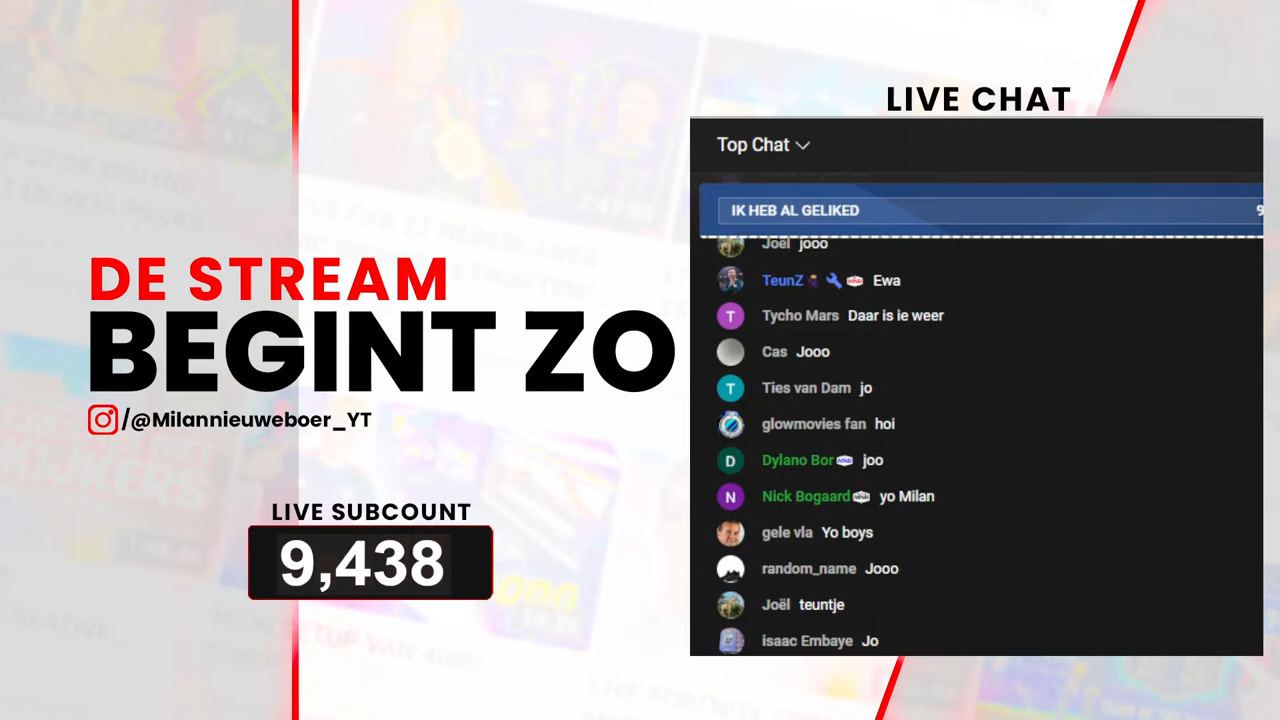 DE STREAM
BEGINT ZO
/@Milannieuweboer_YT
LIVE SUBCOUNT
9,438
LIVE CHAT
Top Chat
IK HEB AL GELIKED 9
Joël jooo
TeunZ Ewa
Tycho Mars Daar is ie weer
Cas Jooo
Ties van Dam jo
glowmovies fan hoi
Dylano Bor joo
Nick Bogaard yo Milan
gele vla Yo boys
random_name Jooo
Joël teuntje
isaac Embaye Jo